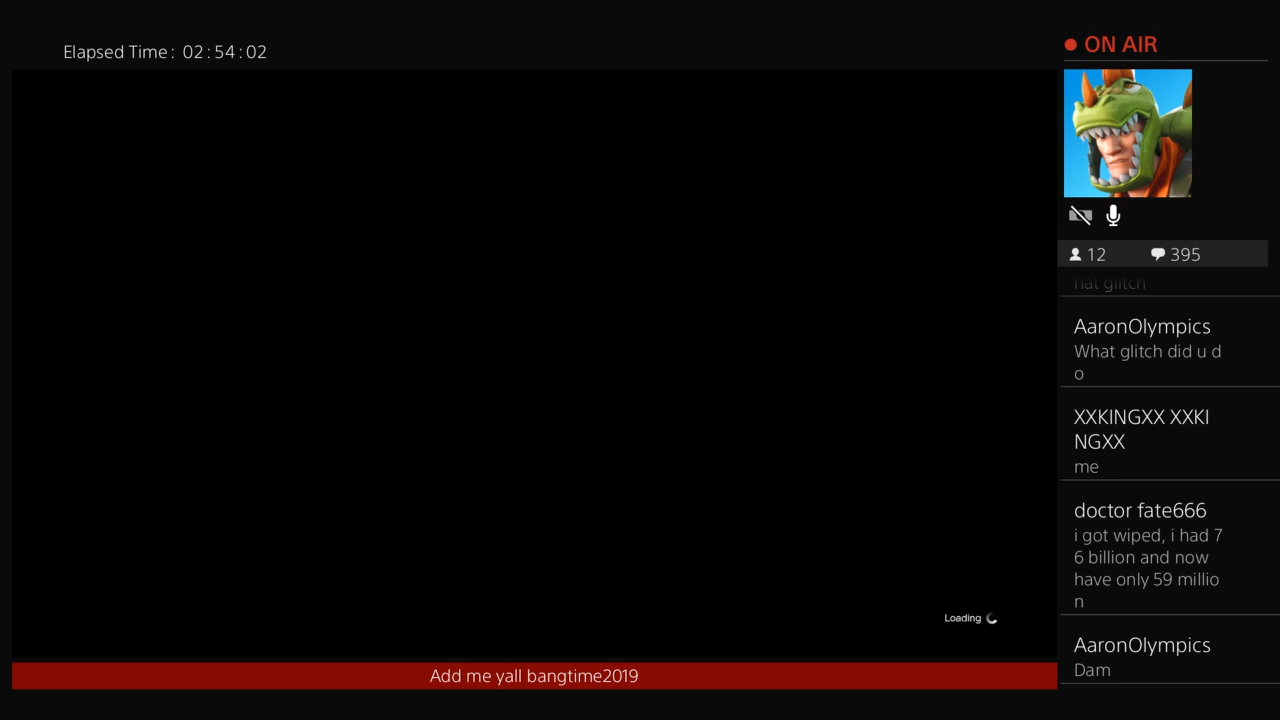 Elapsed Time: 02:54:02
ON AIR
12 395
hat glitch
AaronOlympics
What glitch did u d
o
XXKINGXX XXKI
NGXX
me
doctor fate666
i got wiped, i had 7
6 billion and now
have only 59 millio
n
Loading
AaronOlympics
Dam
Add me yall bangtime2019